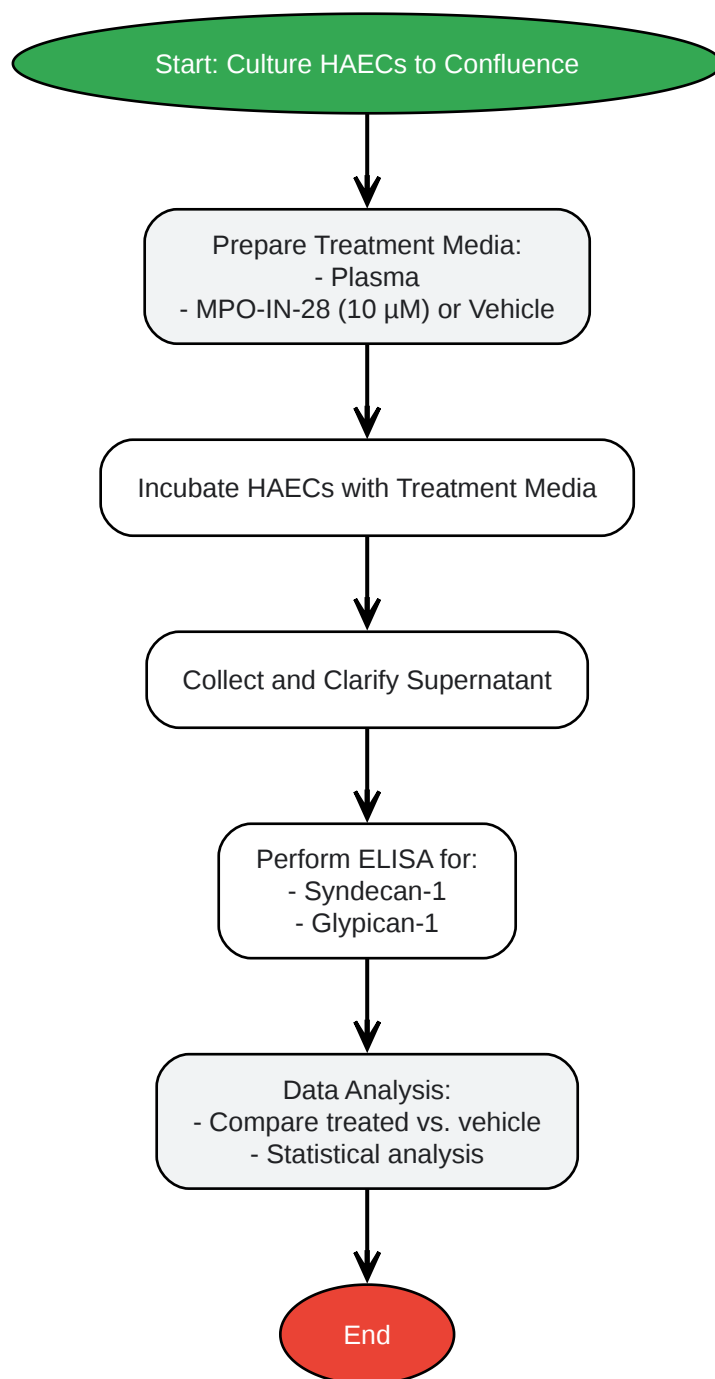 Start: Culture HAECs to Confluence
Prepare Treatment Media:
- Plasma
- MPO-IN-28 (10 µM) or Vehicle
Incubate HAECs with Treatment Media
Collect and Clarify Supernatant
Perform ELISA for:
- Syndecan-1
- Glypican-1
Data Analysis:
- Compare treated vs. vehicle
- Statistical analysis
End